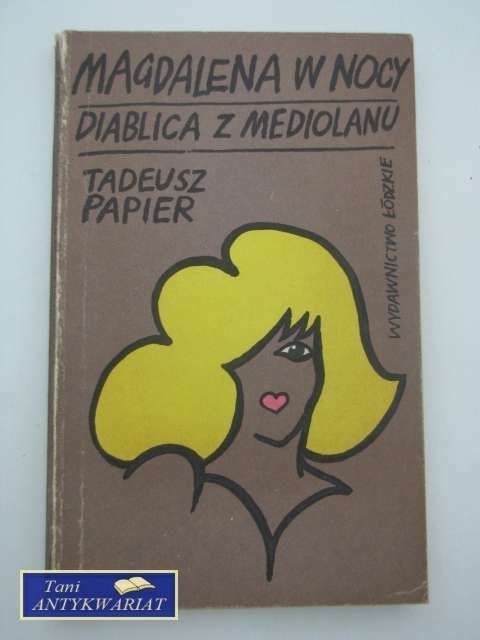 MAGDALENA W NOCY
DIABLICA Z MEDIOLANU
TADEUSZ
PAPIER
WYDAWNICTWO ŁÓDZKIE
Tani
ANTYKWARIAT